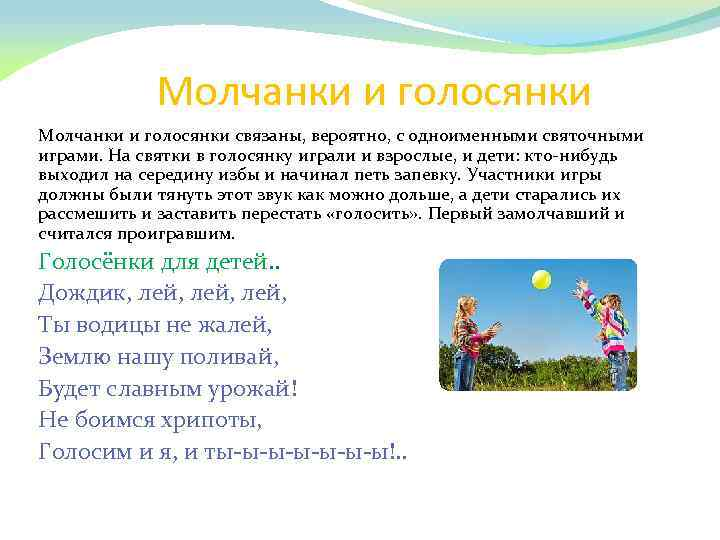 Молчанки и голосянки
Молчанки и голосянки связаны, вероятно, с одноименными святочными
играми. На святки в голосянку играли и взрослые, и дети: кто-нибудь
выходил на середину избы и начинал петь запевку. Участники игры
должны были тянуть этот звук как можно дольше, а дети старались их
рассмешить и заставить перестать «голосить». Первый замолчавший и
считался проигравшим.
Голосёнки для детей..
Дождик, лей, лей, лей,
Ты водицы не жалей,
Землю нашу поливай,
Будет славным урожай!
Не боимся хрипоты,
Голосим и я, и ты-ы-ы-ы-ы-ы-ы!..